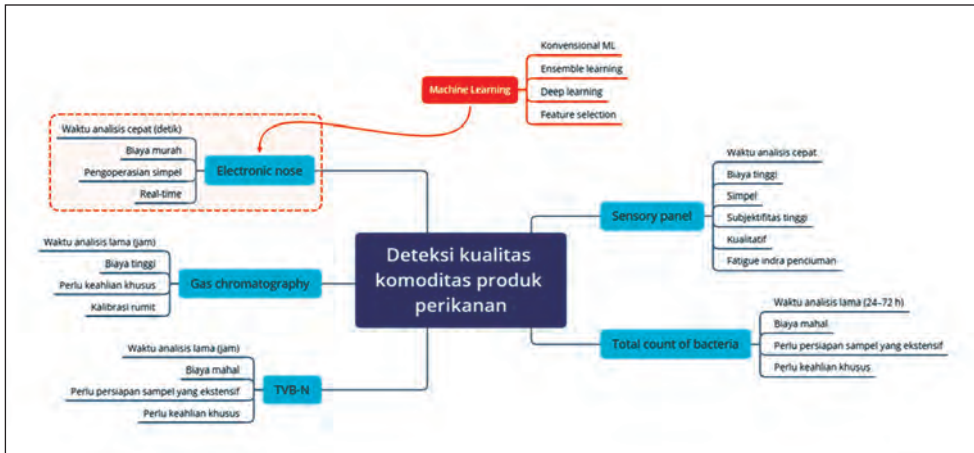 Konvensional ML
Ensemble learning
Machine Learning
Deep learning
Feature selection
Waktu analisis cepat (detik)
Biaya murah
Pengoperasian simpel
Real-time
Electronic nose
Waktu analisis lama (jam)
Biaya tinggi
Perlu keahlian khusus
Kalibrasi rumit
Gas chromatography
Waktu analisis lama (jam)
Biaya mahal
Perlu persiapan sampel yang ekstensif
Perlu keahlian khusus
TVB-N
Deteksi kualitas
komoditas produk
perikanan
Sensory panel
Waktu analisis cepat
Biaya tinggi
Simpel
Subjektifitas tinggi
Kualitatif
Fatigue indra penciuman
Total count of bacteria
Waktu analisis lama (24–72 h)
Biaya mahal
Perlu persiapan sampel yang ekstensif
Perlu keahlian khusus